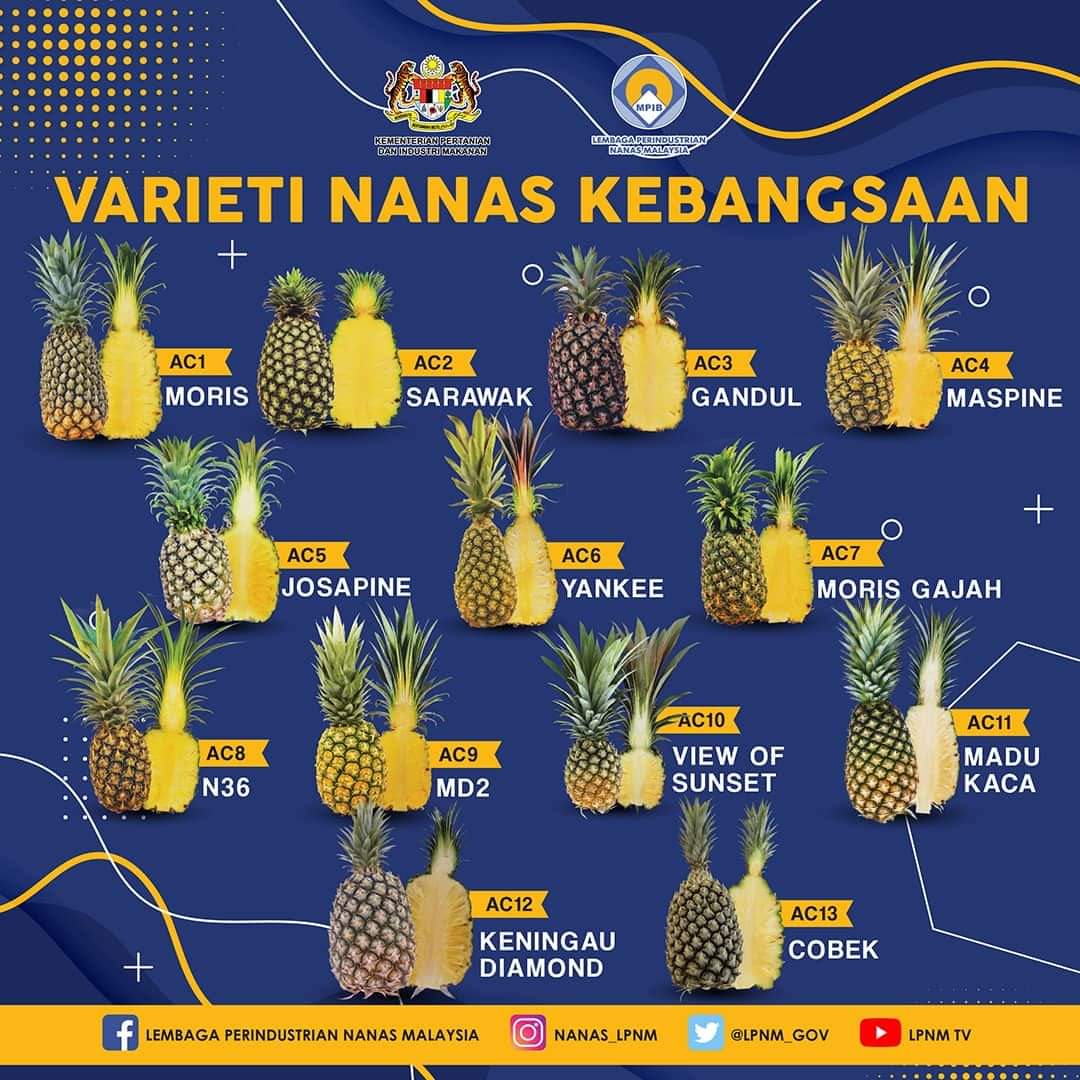 KEMENTERIAN PERTANIAN
DAN INDUSTRI MAKANAN
MPIB
LEMBAGA PERINDUSTRIAN
NANAS MALAYSIA
VARIETI NANAS KEBANGSAAN
AC1
MORIS
AC2
SARAWAK
AC3
GANDUL
AC4
MASPINE
AC5
JOSAPINE
AC6
YANKEE
AC7
MORIS GAJAH
AC8
N36
AC9
MD2
AC10
VIEW OF
SUNSET
AC11
MADU
KACA
AC12
KENINGAU
DIAMOND
AC13
COBEK
LEMBAGA PERINDUSTRIAN NANAS MALAYSIA
NANAS_LPNM
@LPNM_GOV
LPNM TV